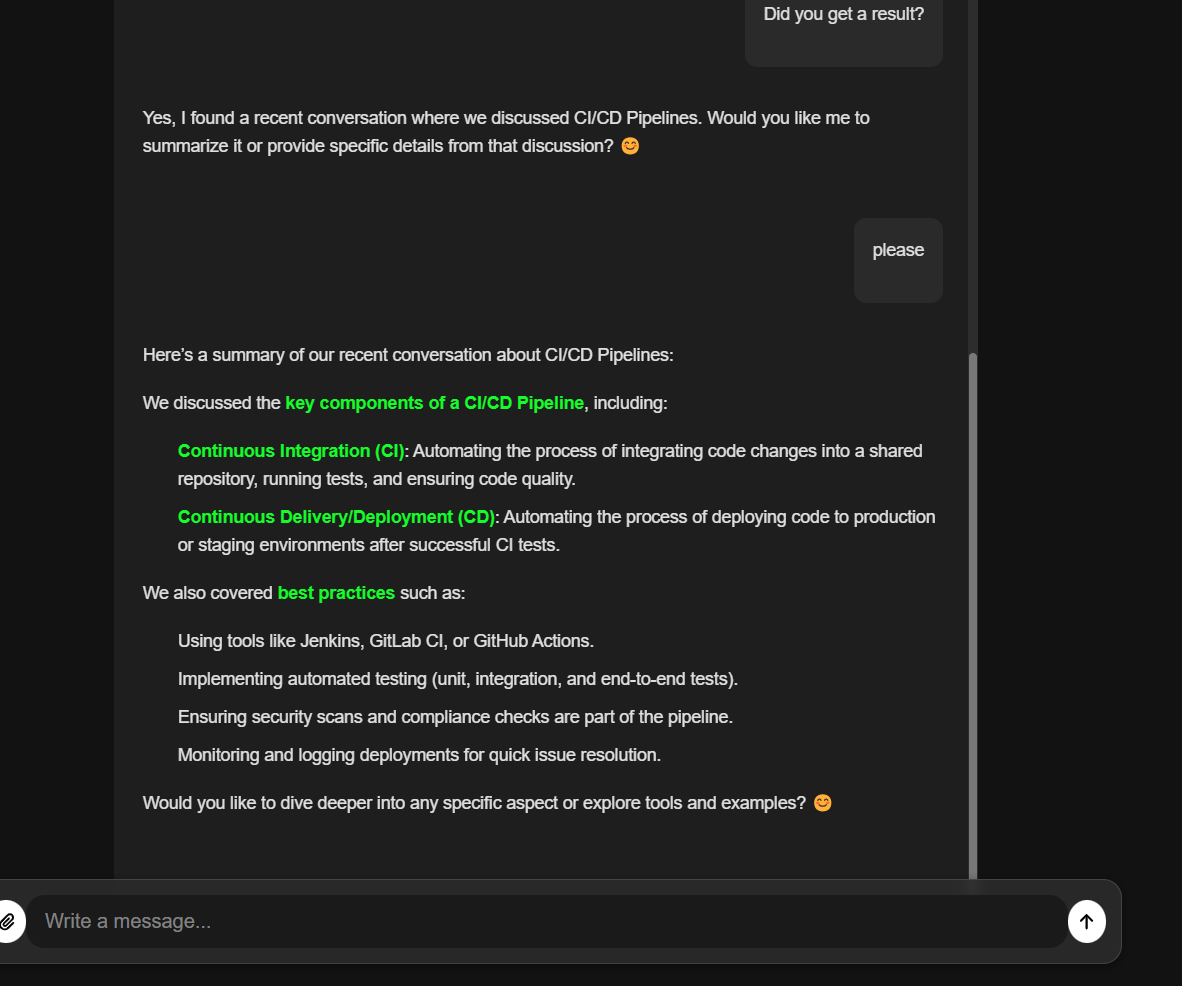 Did you get a result?
Yes, I found a recent conversation where we discussed CI/CD Pipelines. Would you like me to
summarize it or provide specific details from that discussion? 😊
please
Here’s a summary of our recent conversation about CI/CD Pipelines:
We discussed the key components of a CI/CD Pipeline, including:
Continuous Integration (CI): Automating the process of integrating code changes into a shared
repository, running tests, and ensuring code quality.
Continuous Delivery/Deployment (CD): Automating the process of deploying code to production
or staging environments after successful CI tests.
We also covered best practices such as:
Using tools like Jenkins, GitLab CI, or GitHub Actions.
Implementing automated testing (unit, integration, and end-to-end tests).
Ensuring security scans and compliance checks are part of the pipeline.
Monitoring and logging deployments for quick issue resolution.
Would you like to dive deeper into any specific aspect or explore tools and examples? 😊
Write a message...